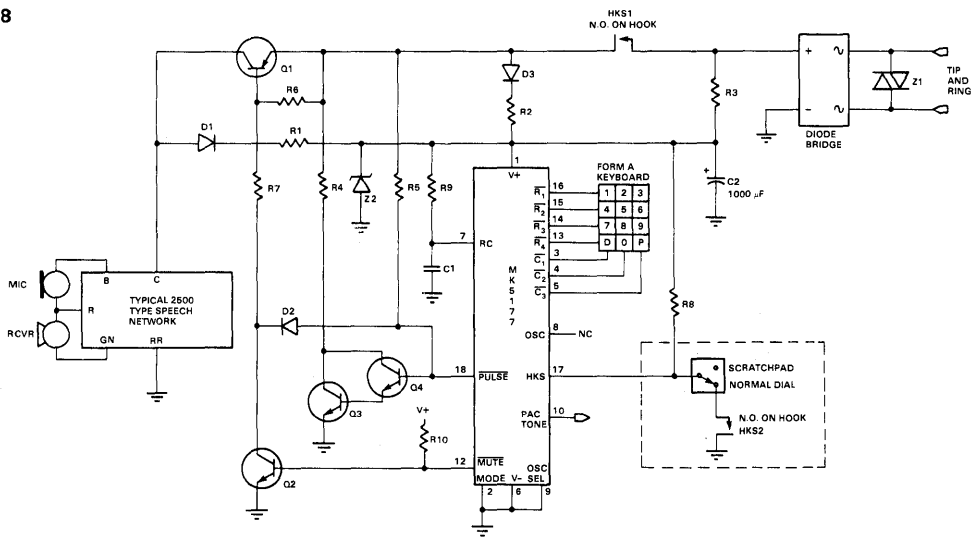 8
HKS1
N.O. ON HOOK
Q1
D3
R6
R2
R3
+
–
~
~
DIODE
BRIDGE
Z1
TIP
AND
RING
D1
R1
R7
R4
Z2
R5
R9
1
V+
FORM A
KEYBOARD
+
C2
1000 µF
16
15
14
13
3
4
5
R1
R2
R3
R4
C1
C2
C3
1 2 3
4 5 6
7 8 9
D 0 P
7
RC
C1
MK5177
MIC
RCVR
B
C
R
GN
RR
TYPICAL 2500
TYPE SPEECH
NETWORK
D2
R8
OSC
8
NC
18
PULSE
HKS
17
SCRATCHPAD
NORMAL DIAL
Q4
Q3
V+
R10
PAC
TONE
10
N.O. ON HOOK
HKS2
Q2
12
MUTE
MODE
V–
OSC
SEL
2
6
9